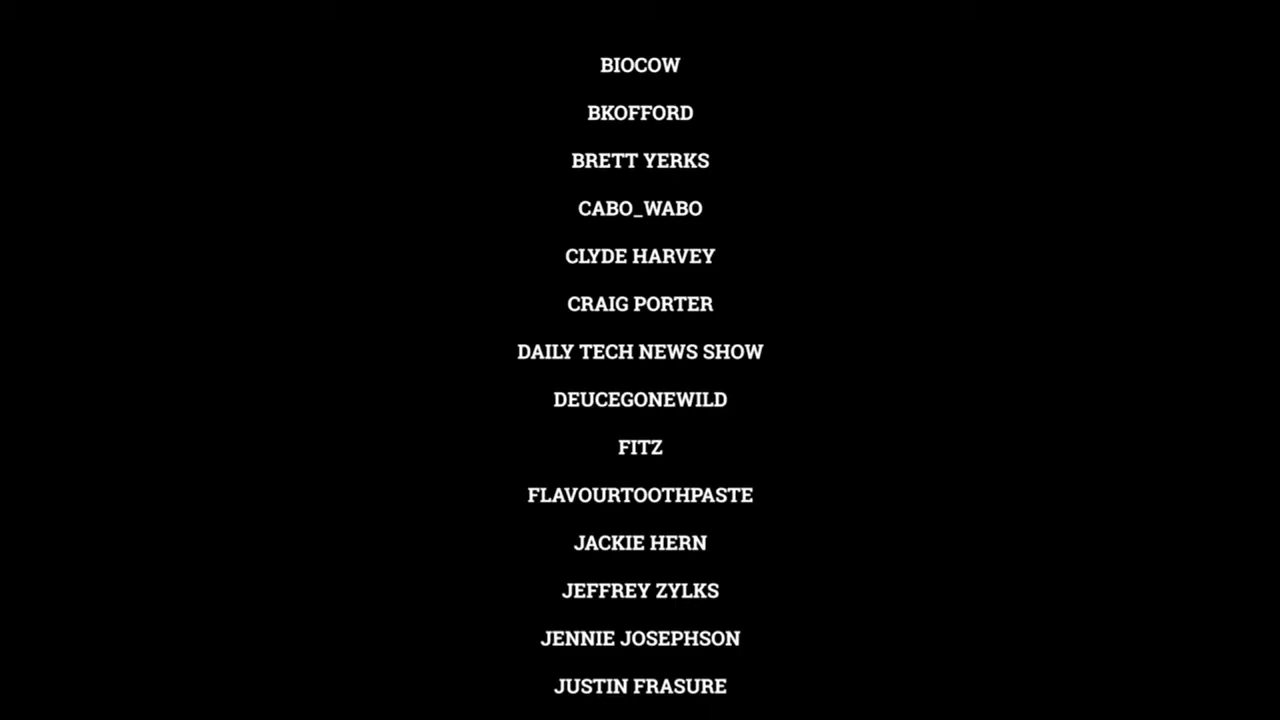 BIOCOW
BKOFFORD
BRETT YERKS
CABO_WABO
CLYDE HARVEY
CRAIG PORTER
DAILY TECH NEWS SHOW
DEUCEGONEWILD
FITZ
FLAVOURTOOTHPASTE
JACKIE HERN
JEFFREY ZYLKS
JENNIE JOSEPHSON
JUSTIN FRASURE